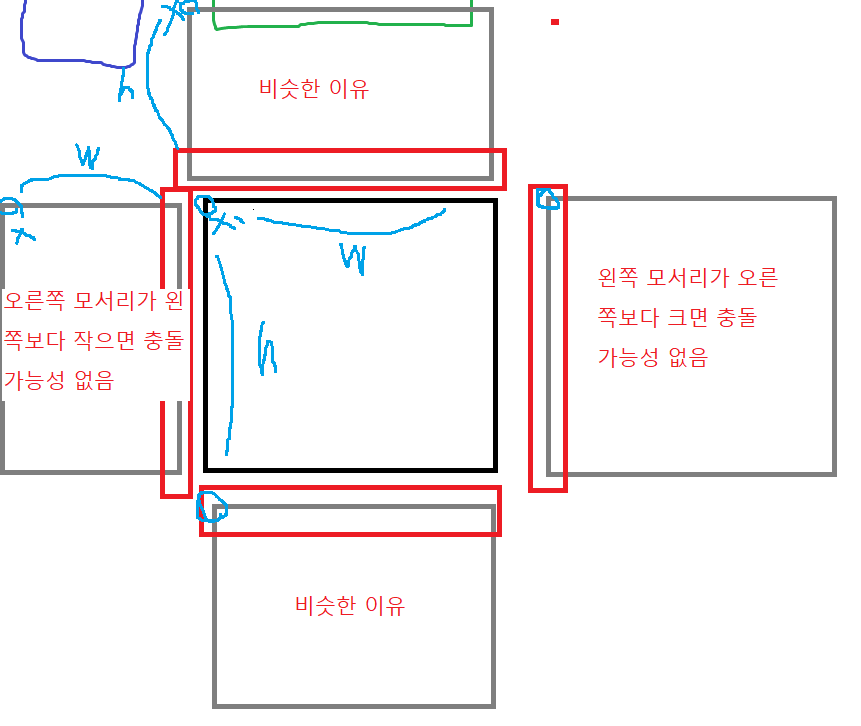 비슷한 이유
h
w
x
w
x
h
오른쪽 모서리가 왼
쪽보다 작으면 충돌
가능성 없음
왼쪽 모서리가 오른
쪽보다 크면 충돌
가능성 없음
비슷한 이유